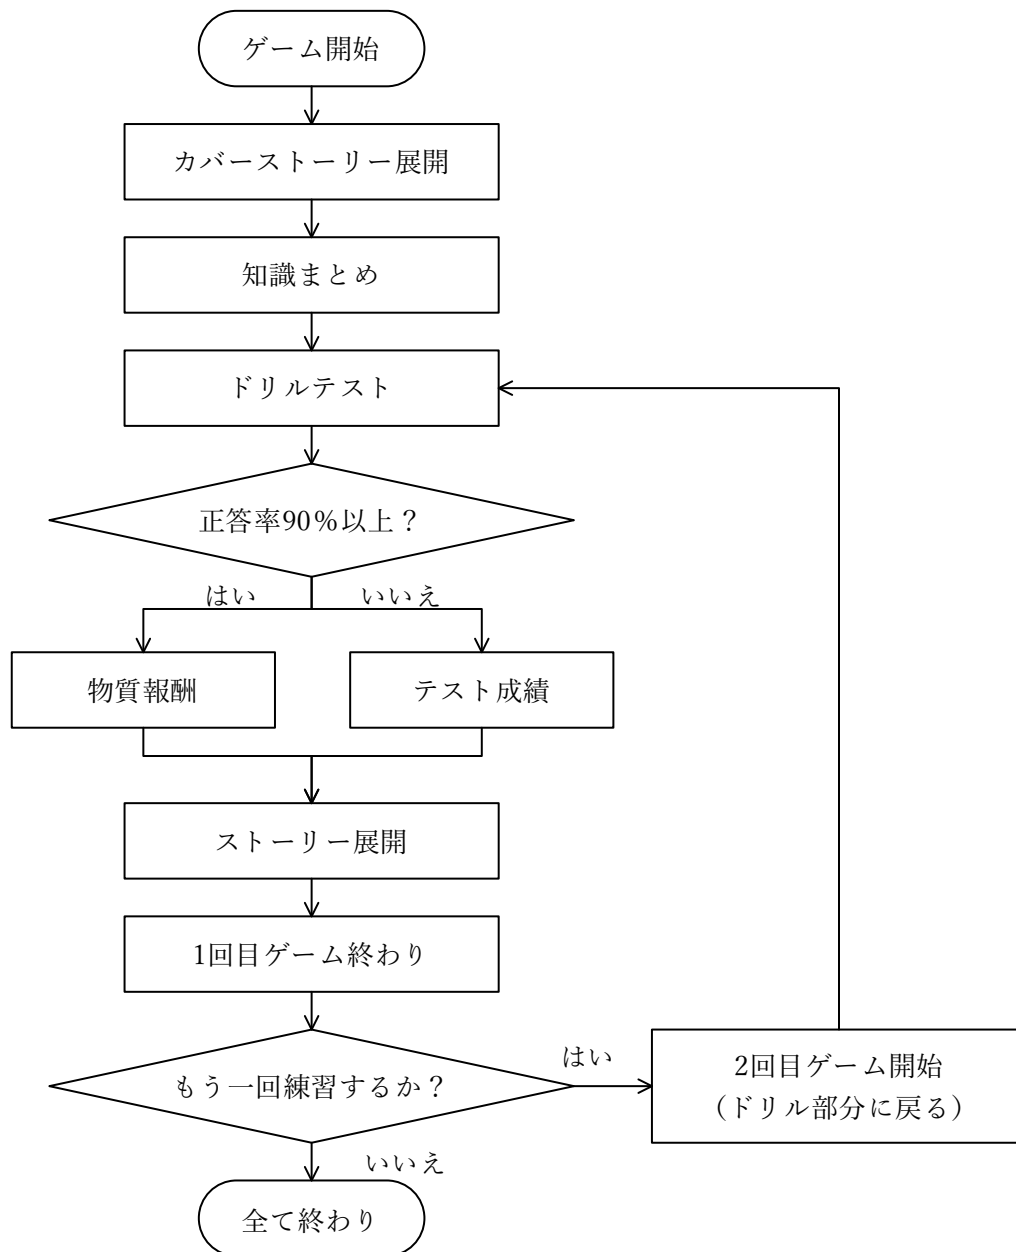 ゲーム開始
カバーストーリー展開
知識まとめ
ドリルテスト
正答率90%以上？
はい
いいえ
物質報酬
テスト成績
ストーリー展開
1回目ゲーム終わり
もう一回練習するか？
はい
2回目ゲーム開始
（ドリル部分に戻る）
いいえ
全て終わり